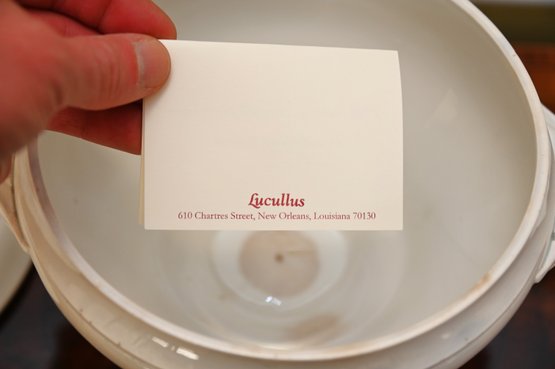 Lucullus
610 Chartres Street, New Orleans, Louisiana 70130